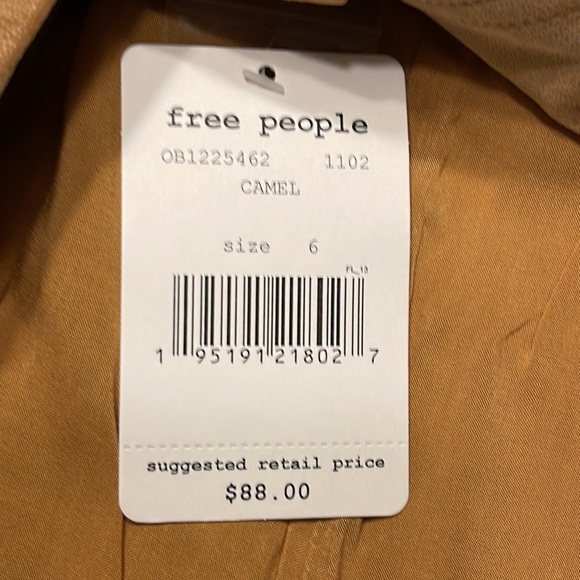 free people
OB1225462 1102
CAMEL
size 6
FL_13
1 95191 21802 7
suggested retail price
$88.00